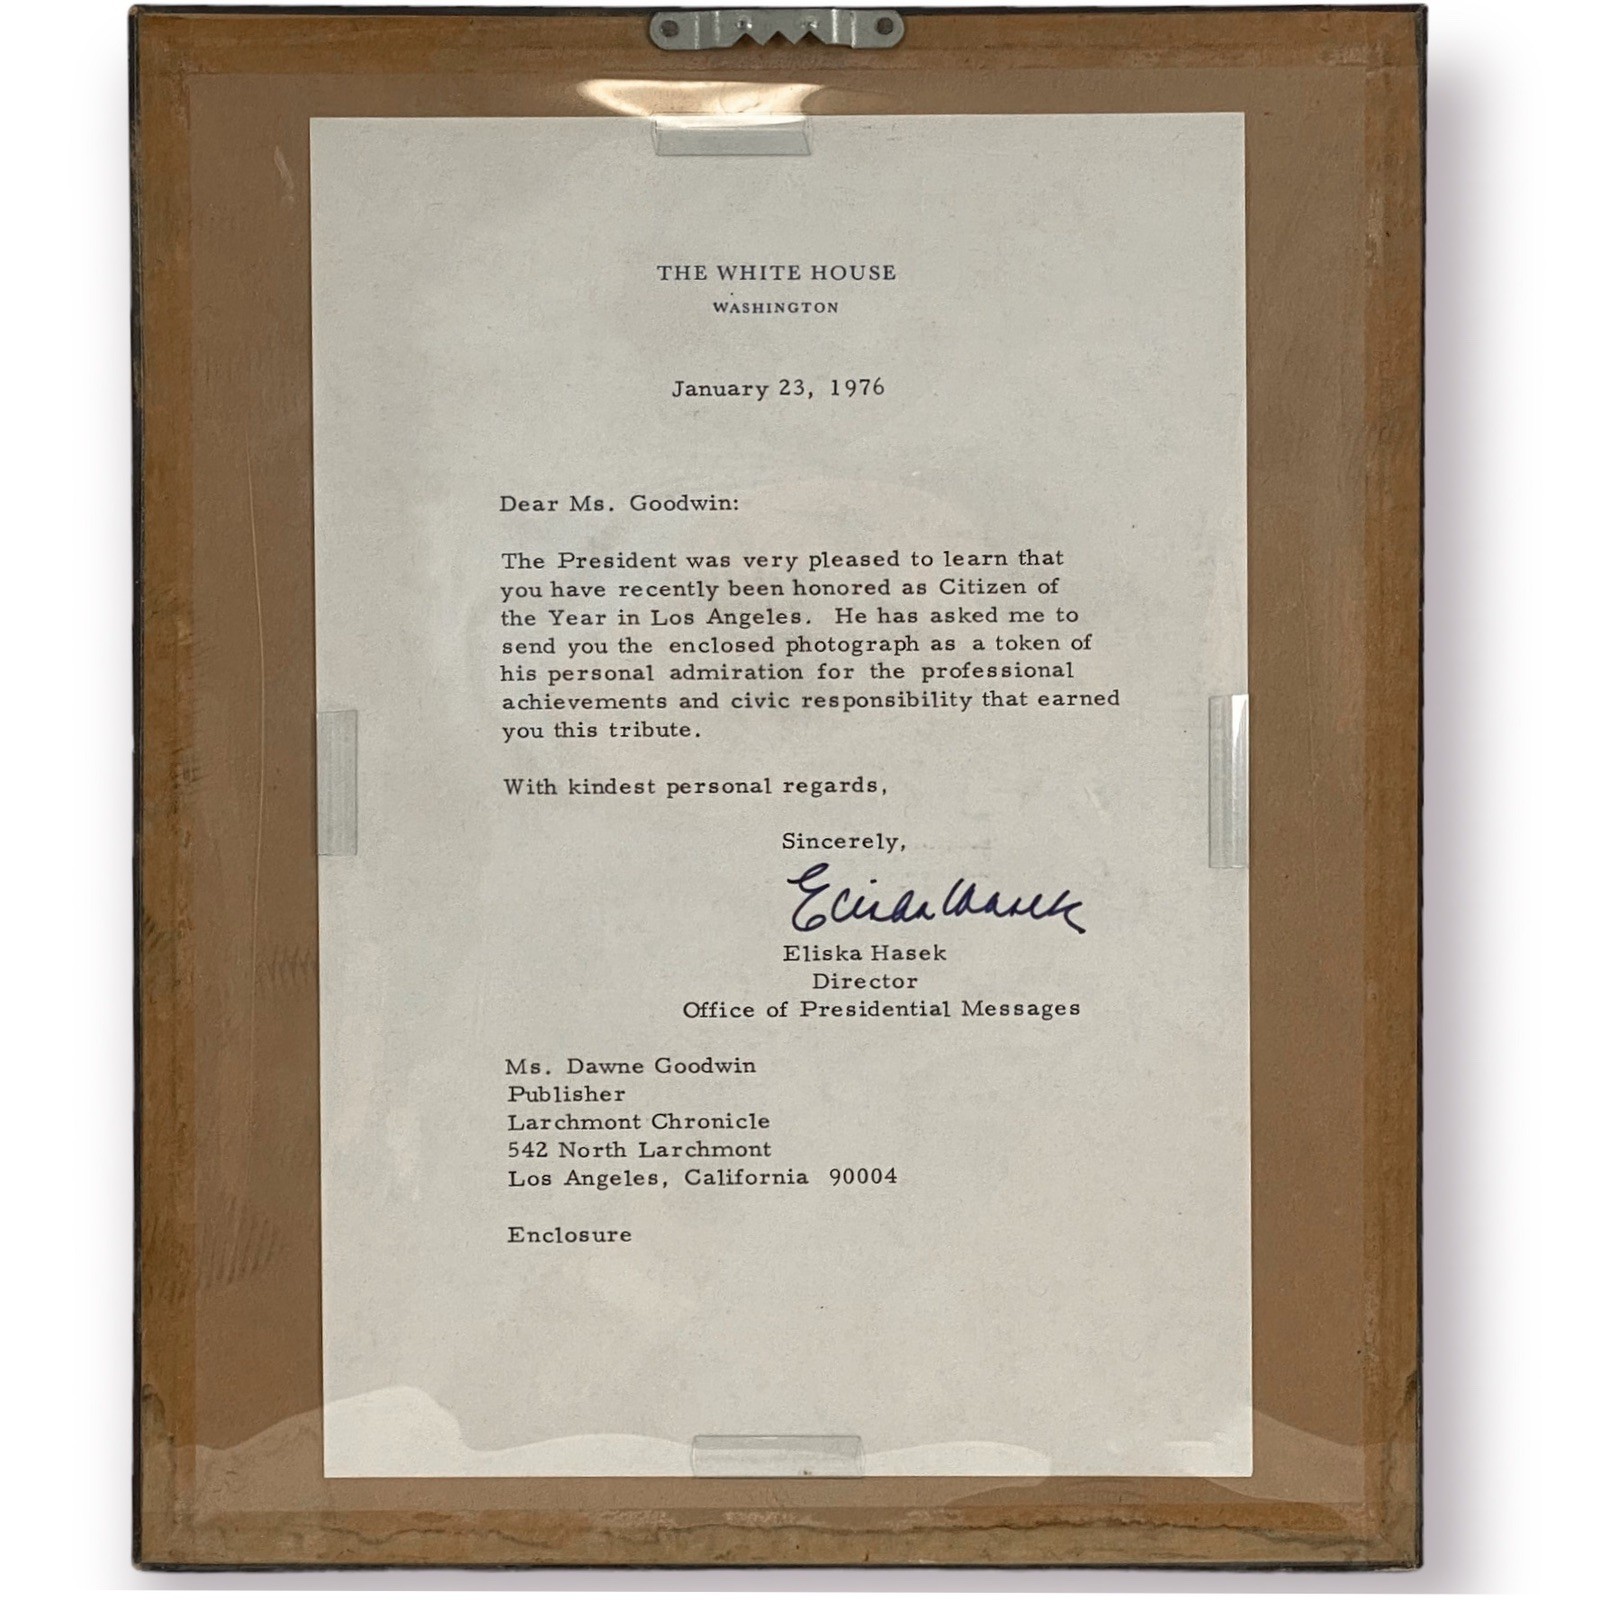 THE WHITE HOUSE
WASHINGTON
January 23, 1976
Dear Ms. Goodwin:
The President was very pleased to learn that
you have recently been honored as Citizen of
the Year in Los Angeles. He has asked me to
send you the enclosed photograph as a token of
his personal admiration for the professional
achievements and civic responsibility that earned
you this tribute.
With kindest personal regards,
Sincerely,
Eliska Hasek
Eliska Hasek
Director
Office of Presidential Messages
Ms. Dawne Goodwin
Publisher
Larchmont Chronicle
542 North Larchmont
Los Angeles, California 90004
Enclosure